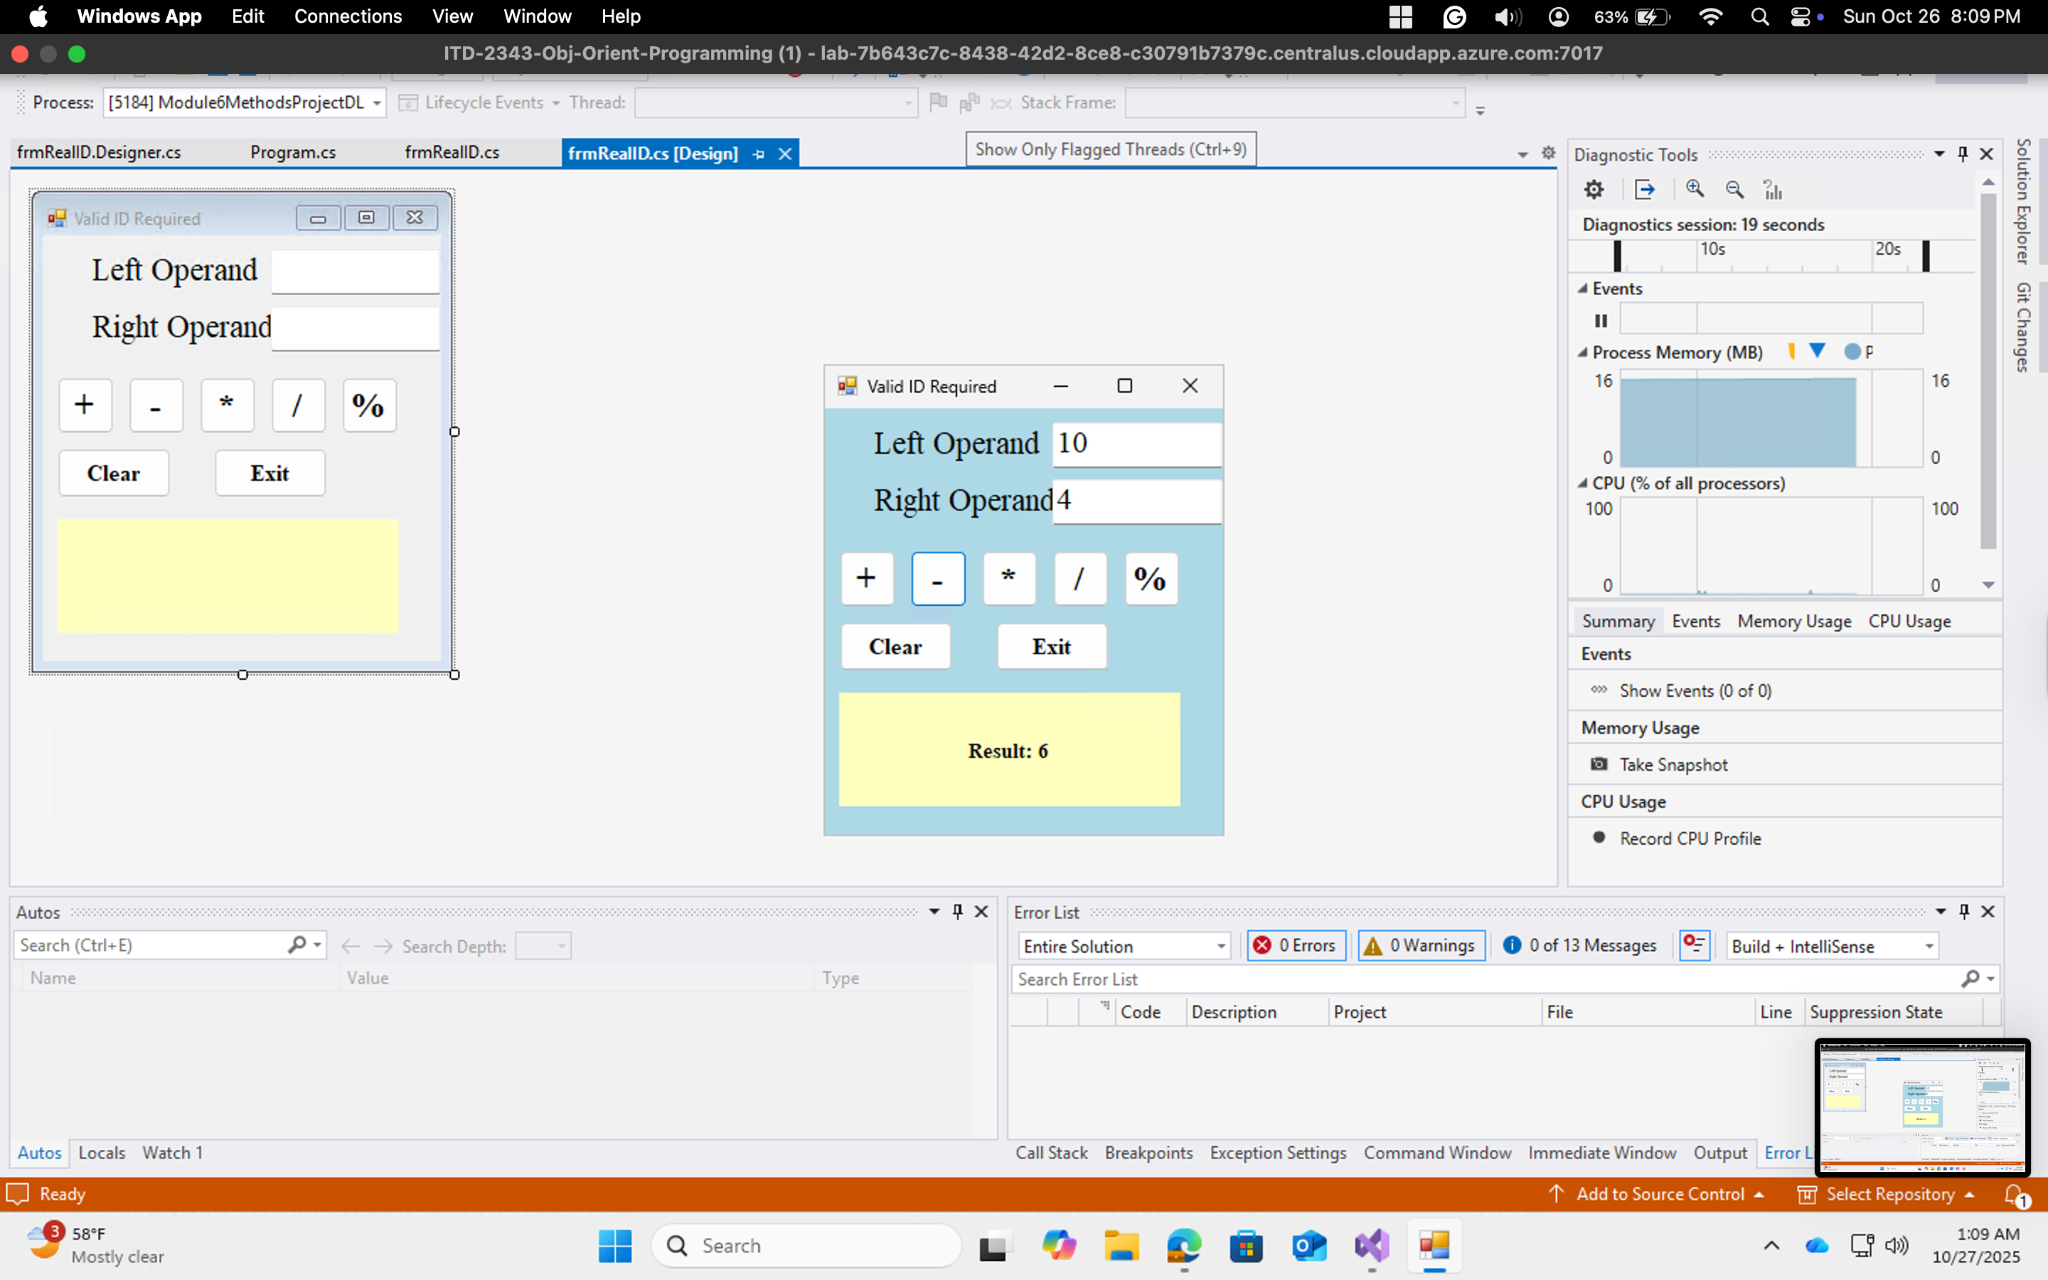 Windows App Edit Connections View Window Help 63% Sun Oct 26 8:09 PM
ITD-2343-Obj-Orient-Programming (1) - lab-7b643c7c-8438-42d2-8ce8-c30791b7379c.centralus.cloudapp.azure.com:7017
Process: [5184] Module6MethodsProjectDL Lifecycle Events Thread: Stack Frame:
frmRealID.Designer.cs Program.cs frmRealID.cs frmRealID.cs [Design]
Show Only Flagged Threads (Ctrl+9)
Valid ID Required
Left Operand
Right Operand
+ - * / %
Clear Exit
Valid ID Required
Left Operand 10
Right Operand 4
+ - * / %
Clear Exit
Result: 6
Diagnostic Tools
Diagnostics session: 19 seconds
10s 20s
Events
Process Memory (MB) P
16 16
0 0
CPU (% of all processors)
100 100
0 0
Summary Events Memory Usage CPU Usage
Events
Show Events (0 of 0)
Memory Usage
Take Snapshot
CPU Usage
Record CPU Profile
Solution Explorer
Git Changes
Autos
Search (Ctrl+E) Search Depth:
Name Value Type
Autos Locals Watch 1
Error List
Entire Solution 0 Errors 0 Warnings 0 of 13 Messages Build + IntelliSense
Search Error List
Code Description Project File Line Suppression State
Call Stack Breakpoints Exception Settings Command Window Immediate Window Output Error Li
Ready Add to Source Control Select Repository 1
3 58°F
Mostly clear
Search
1:09 AM
10/27/2025